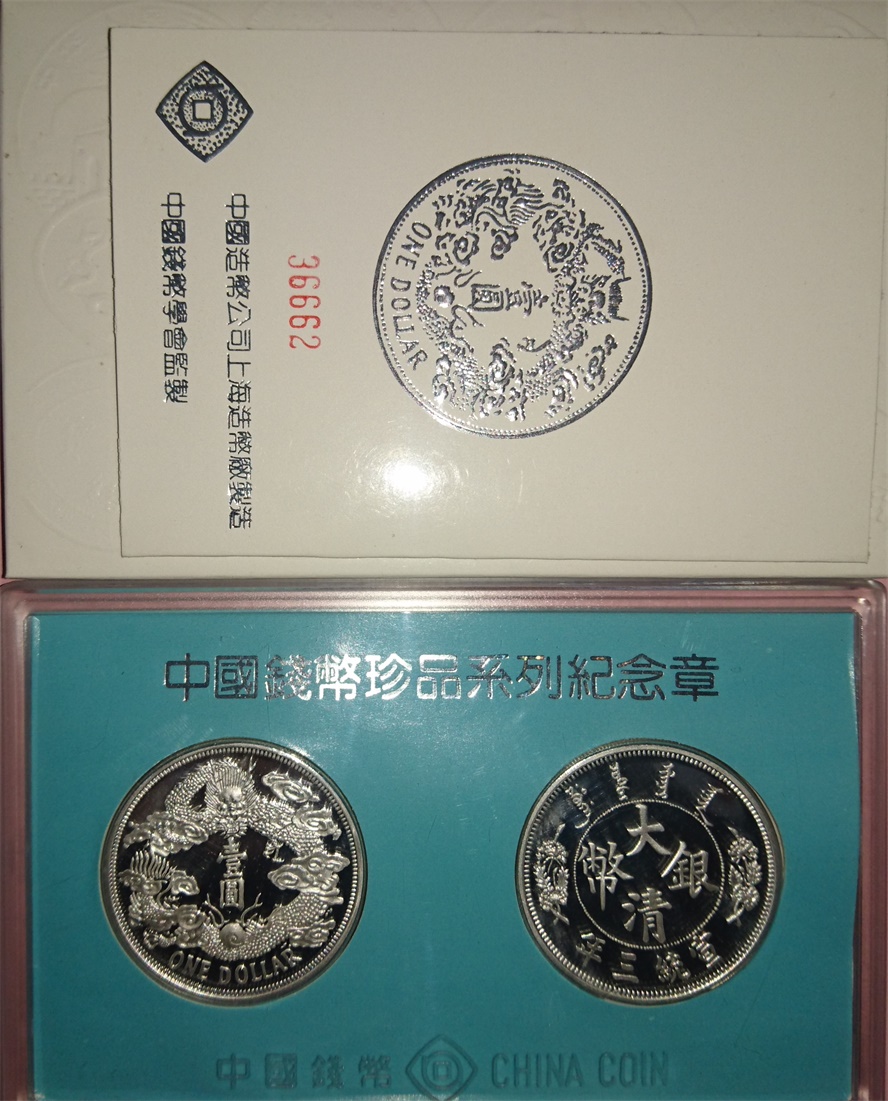 壹圓
ONE DOLLAR
36662
中國造幣公司上海造幣廠製造
中國錢幣學會監製
中國錢幣珍品系列紀念章
壹圓
ONE DOLLAR
大清銀幣
宣統三年
中國錢幣 CHINA COIN